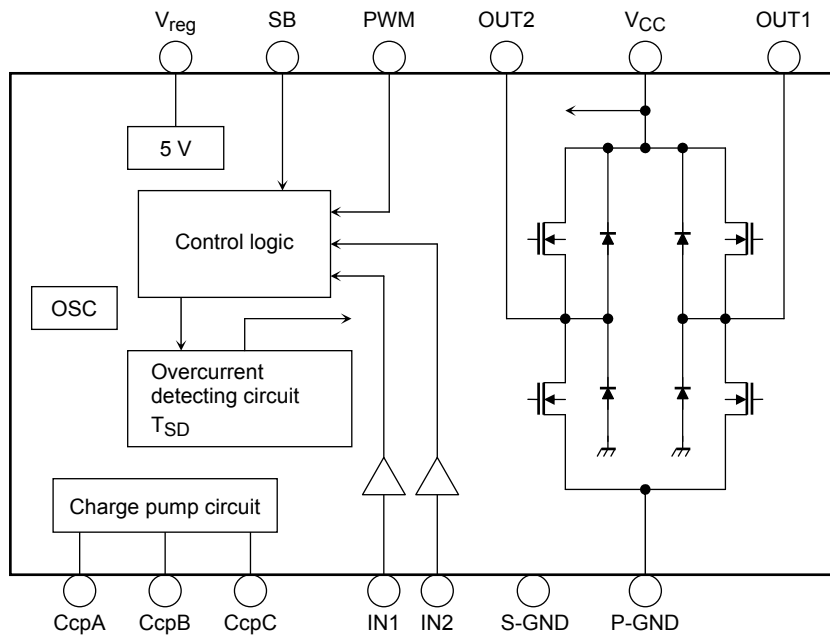 Vreg
SB
PWM
OUT2
VCC
OUT1
5 V
Control logic
OSC
Overcurrent
detecting circuit
TSD
Charge pump circuit
CcpA
CcpB
CcpC
IN1
IN2
S-GND
P-GND